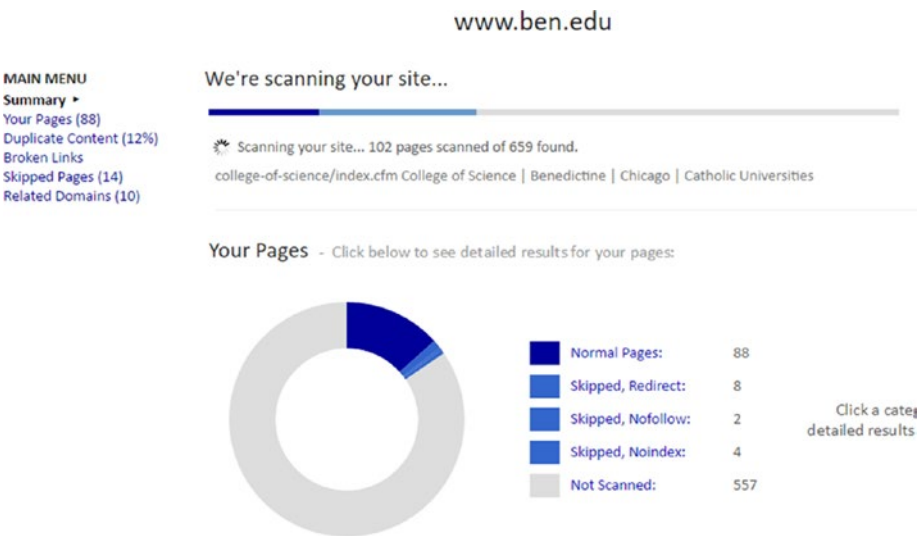 www.ben.edu
MAIN MENU
Summary ▸
Your Pages (88)
Duplicate Content (12%)
Broken Links
Skipped Pages (14)
Related Domains (10)
We're scanning your site...
Scanning your site... 102 pages scanned of 659 found.
college-of-science/index.cfm College of Science | Benedictine | Chicago | Catholic Universities
Your Pages - Click below to see detailed results for your pages:
Normal Pages: 88
Skipped, Redirect: 8
Skipped, Nofollow: 2
Skipped, Noindex: 4
Not Scanned: 557
Click a categ
detailed results